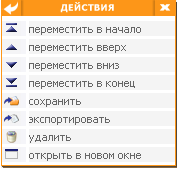 ДЕЙСТВИЯ
переместить в начало
переместить вверх
переместить вниз
переместить в конец
сохранить
экспортировать
удалить
открыть в новом окне